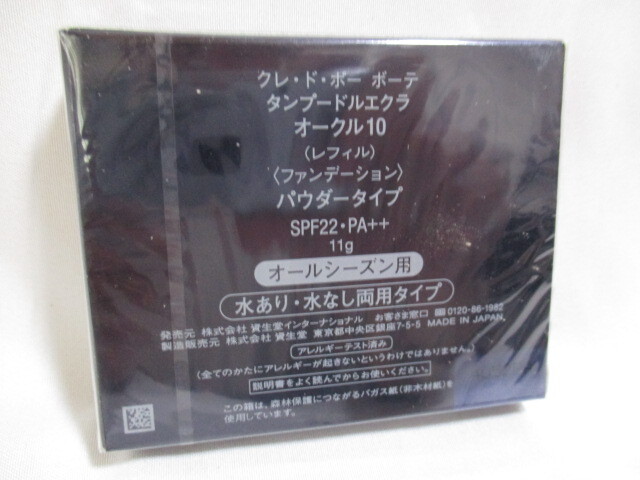 クレ・ド・ポー ボーテ
タンプードルエクラ
オークル10
(レフィル)
〈ファンデーション〉
パウダータイプ
SPF22・PA++
11g
オールシーズン用
水あり・水なし両用タイプ
発売元 株式会社 資生堂インターナショナル お客さま窓口 0120-86-1982
製造販売元 株式会社 資生堂 東京都中央区銀座7-5-5 MADE IN JAPAN
アレルギーテスト済み
(全てのかたにアレルギーが起きないというわけではありません。)
説明書をよく読んでからお使いください。
この箱は、森林保護につながるバガス紙(非木材紙)を
使用しています。